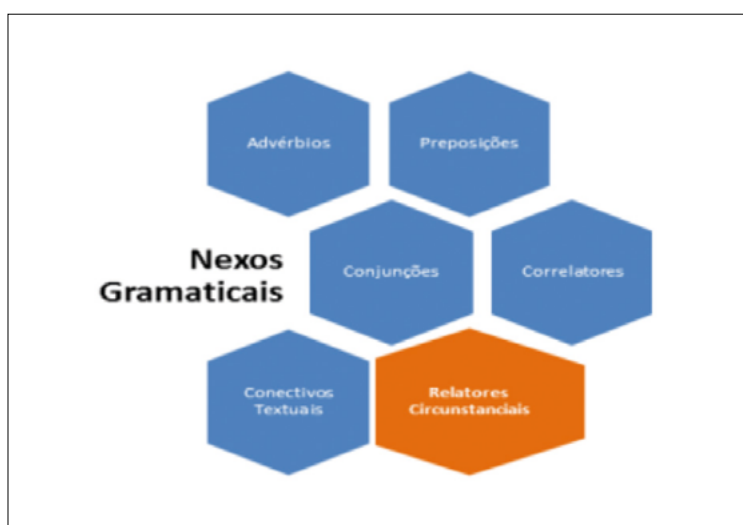 Advérbios
Preposições
Nexos
Gramaticais
Conjunções
Correlatores
Conectivos
Textuais
Relatores
Circunstanciais